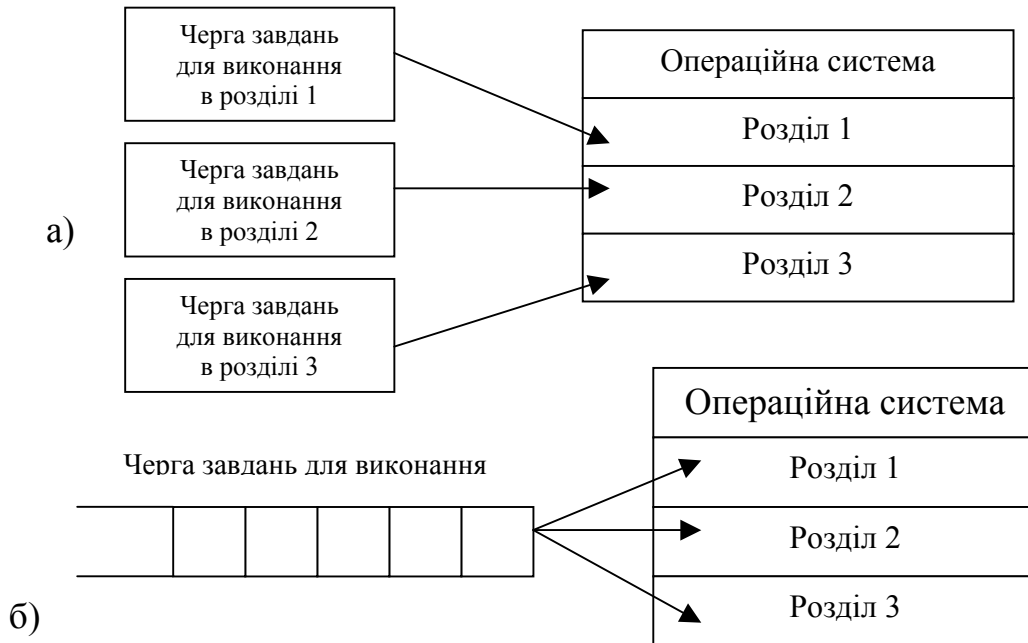 Черга завдань
для виконання
в розділі 1
Черга завдань
для виконання
в розділі 2
Черга завдань
для виконання
в розділі 3
а)
Операційна система
Розділ 1
Розділ 2
Розділ 3
Черга завдань для виконання
б)
Операційна система
Розділ 1
Розділ 2
Розділ 3